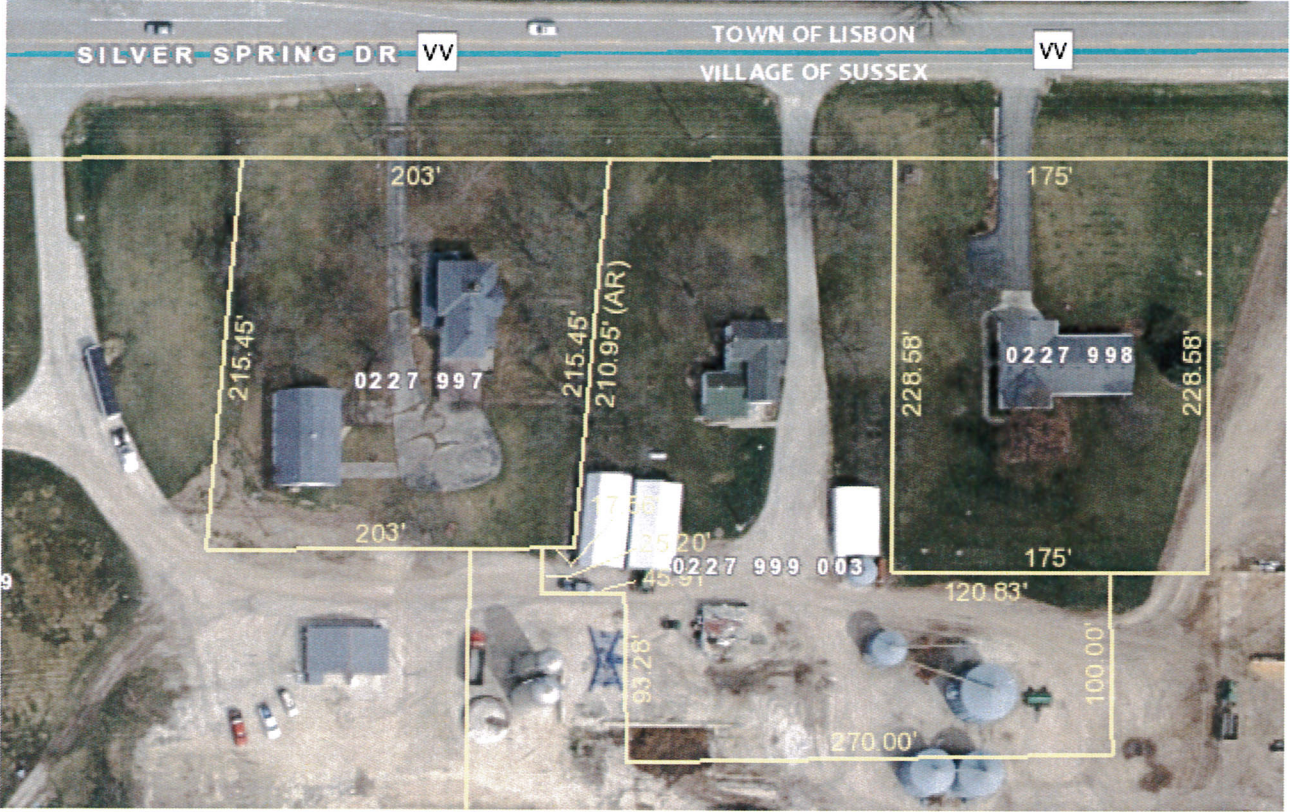 TOWN OF LISBON
SILVER SPRING DR VV
VV
VILLAGE OF SUSSEX
203'
175'
215.45'
215.45'
210.95' (AR)
228.58'
228.58'
0227 997
0227 998
203'
175'
0227 999 003
45.91'
120.83'
9
93.28'
100.00'
270.00'